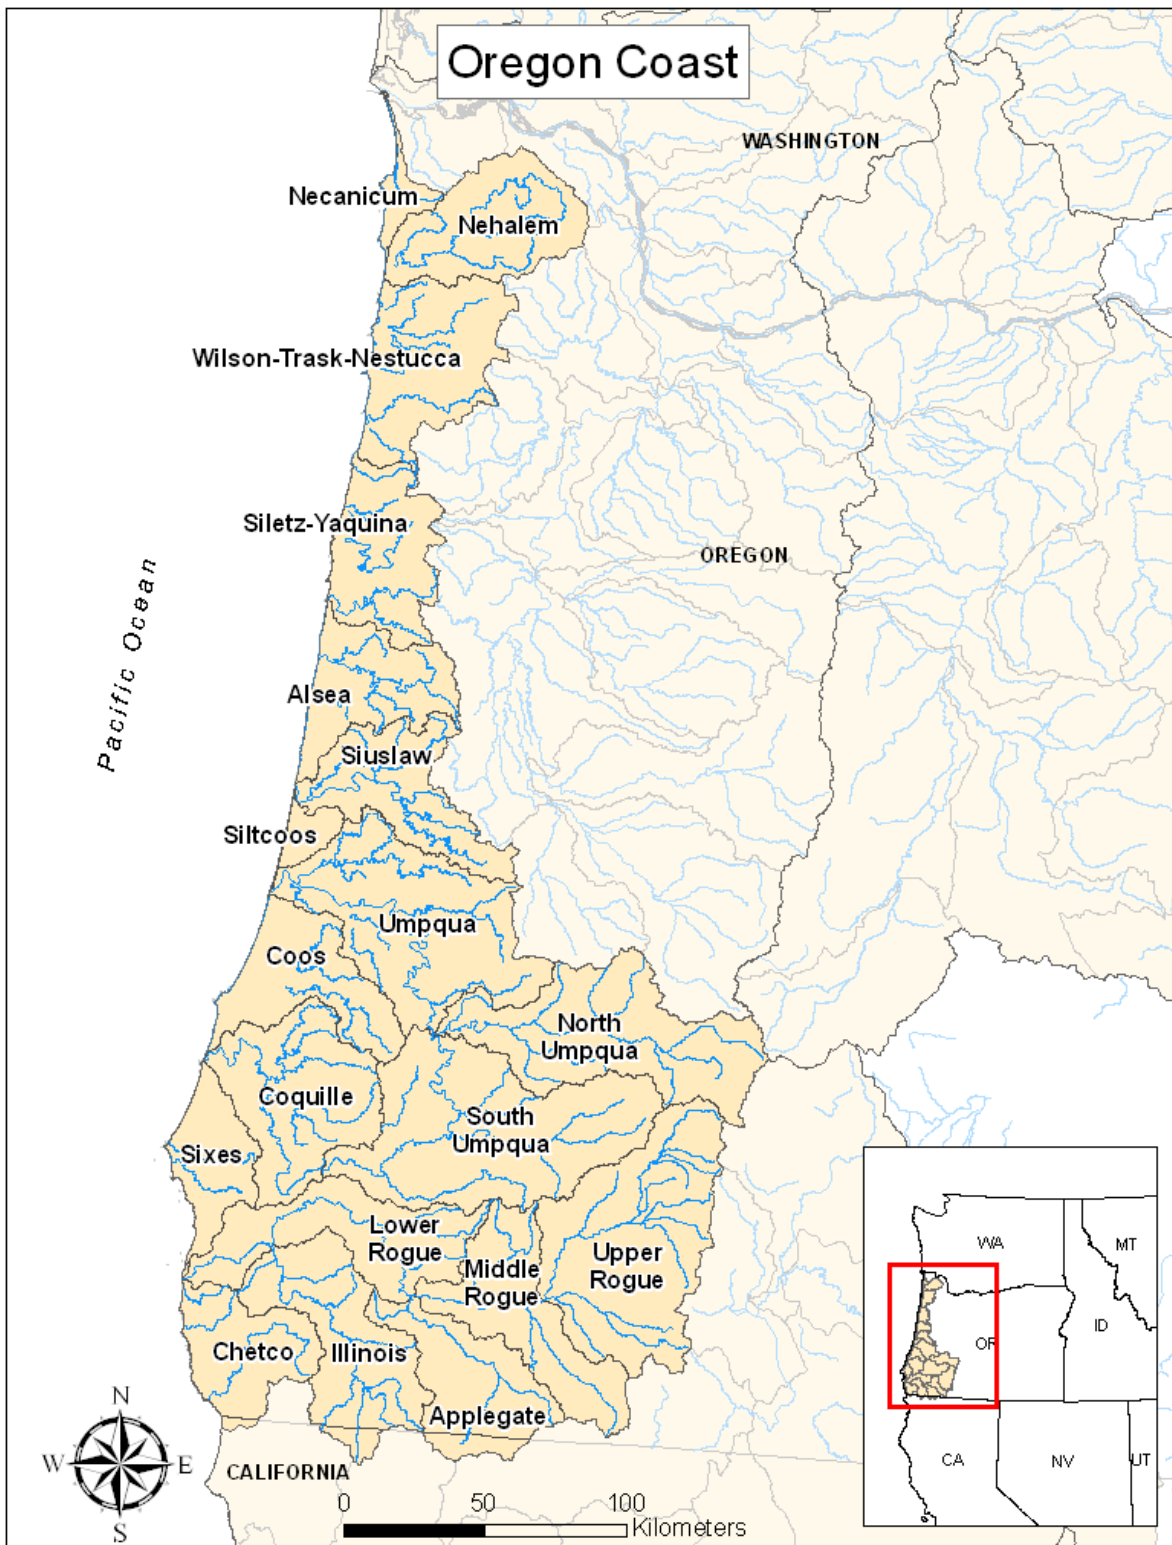 Oregon Coast
WASHINGTON
Necanicum
Nehalem
Wilson-Trask-Nestucca
Siletz-Yaquina
OREGON
Pacific Ocean
Alsea
Siuslaw
Siltcoos
Umpqua
Coos
North
Umpqua
Coquille
South
Umpqua
Sixes
Lower
Rogue
Middle
Rogue
Upper
Rogue
Chetco
Illinois
Applegate
CALIFORNIA
N
W
E
S
0
50
100
Kilometers
WA
MT
OR
ID
CA
NV
UT